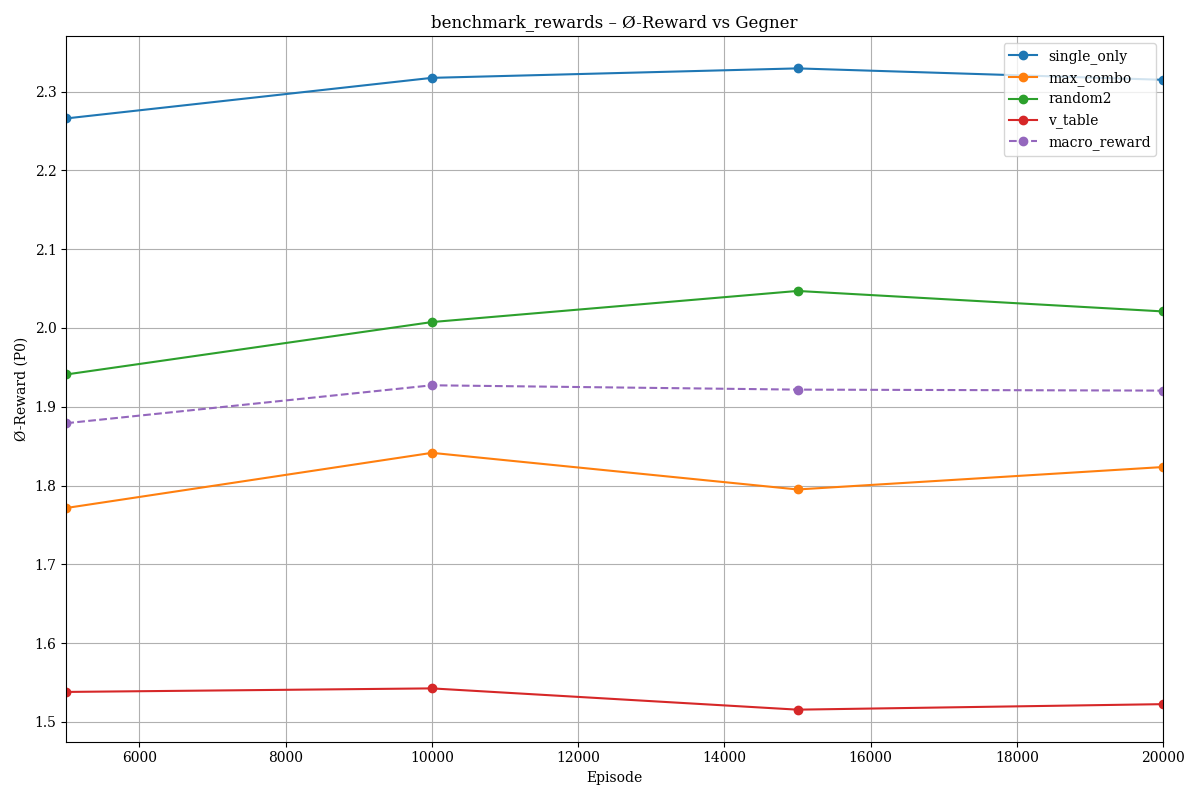 benchmark_rewards – Ø-Reward vs Gegner
single_only
max_combo
random2
v_table
macro_reward
Ø-Reward (P0)
2.3
2.2
2.1
2.0
1.9
1.8
1.7
1.6
1.5
6000 8000 10000 12000 14000 16000 18000 20000
Episode